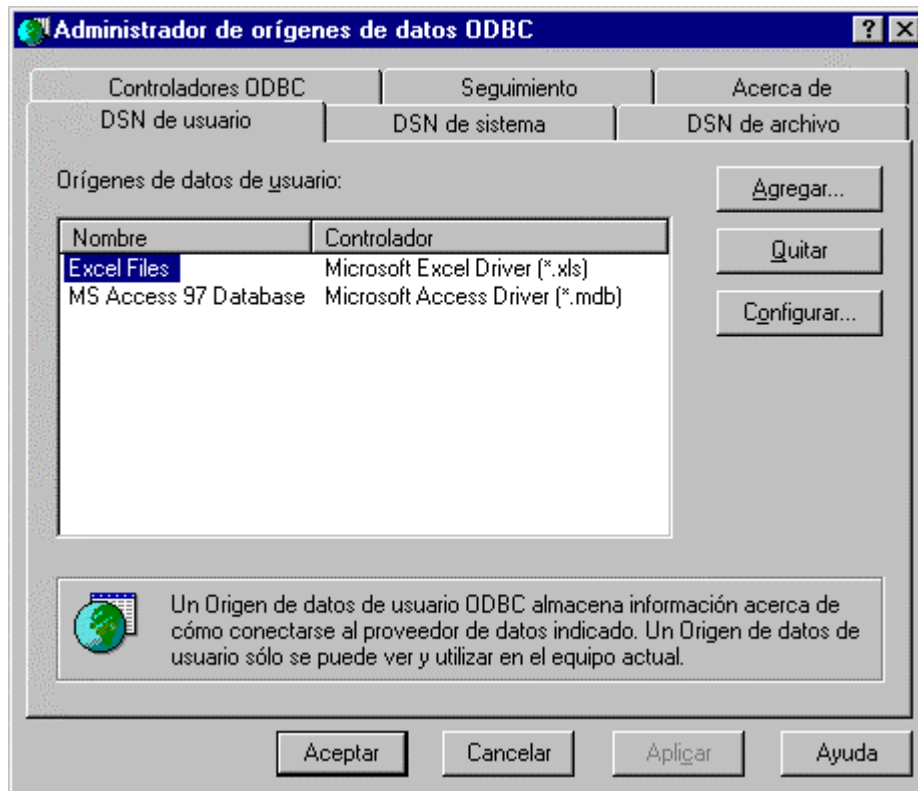 Administrador de orígenes de datos ODBC
Controladores ODBC Seguimiento Acerca de
DSN de usuario DSN de sistema DSN de archivo
Orígenes de datos de usuario:
Agregar...
Nombre Controlador
Quitar
Excel Files Microsoft Excel Driver (*.xls)
MS Access 97 Database Microsoft Access Driver (*.mdb)
Configurar...
Un Origen de datos de usuario ODBC almacena información acerca de
cómo conectarse al proveedor de datos indicado. Un Origen de datos de
usuario sólo se puede ver y utilizar en el equipo actual.
Aceptar Cancelar Aplicar Ayuda